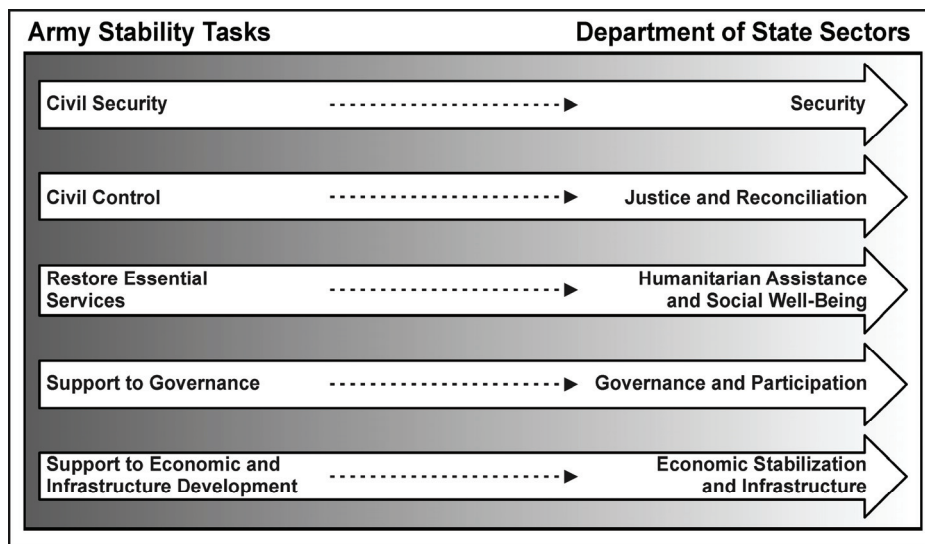 Army Stability Tasks
Department of State Sectors
Civil Security
Security
Civil Control
Justice and Reconciliation
Restore Essential
Services
Humanitarian Assistance
and Social Well-Being
Support to Governance
Governance and Participation
Support to Economic and
Infrastructure Development
Economic Stabilization
and Infrastructure